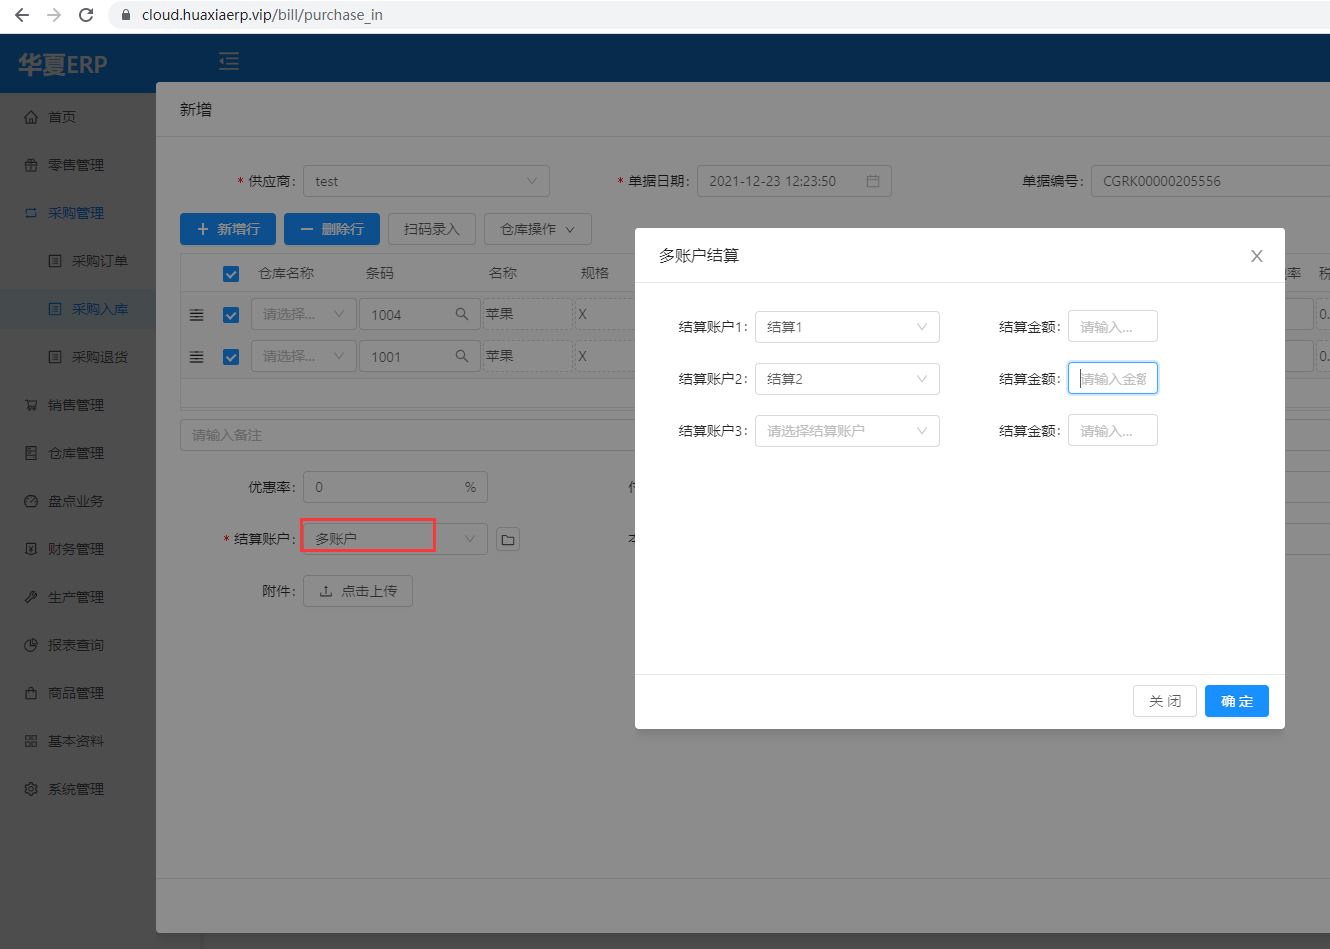 cloud.huaxiaerp.vip/bill/purchase_in
华夏ERP
首页
零售管理
采购管理
采购订单
采购入库
采购退货
销售管理
仓库管理
盘点业务
财务管理
生产管理
报表查询
商品管理
基本资料
系统管理
新增
* 供应商: test
* 单据日期: 2021-12-23 12:23:50
单据编号: CGRK00000205556
新增行 删除行 扫码录入 仓库操作
仓库名称 条码 名称 规格 率
请选择... 1004 苹果 X 0.
请选择... 1001 苹果 X 0.
请输入备注
优惠率: 0 %
* 结算账户: 多账户
附件: 点击上传
多账户结算
结算账户1: 结算1 结算金额: 请输入...
结算账户2: 结算2 结算金额: 请输入金额
结算账户3: 请选择结算账户 结算金额: 请输入...
关 闭 确 定